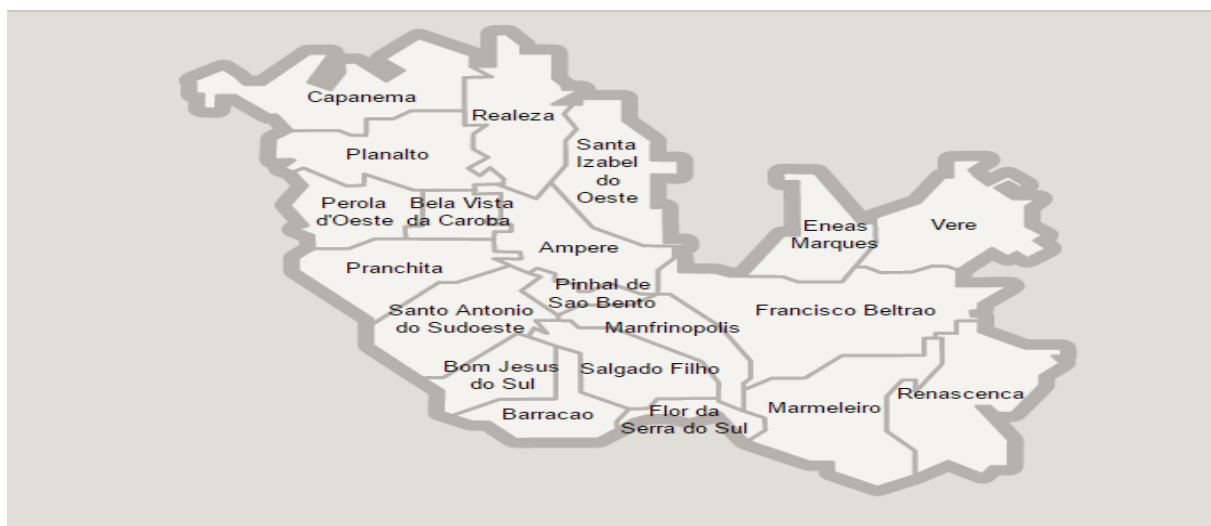 Capanema
Realeza
Planalto
Santa
Izabel
do
Oeste
Perola
d'Oeste
Bela Vista
da Caroba
Eneas
Marques
Vere
Ampere
Pranchita
Pinhal de
Sao Bento
Santo Antonio
do Sudoeste
Francisco Beltrao
Manfrinopolis
Bom Jesus
do Sul
Salgado Filho
Renascenca
Barracao
Flor da
Serra do Sul
Marmeleiro